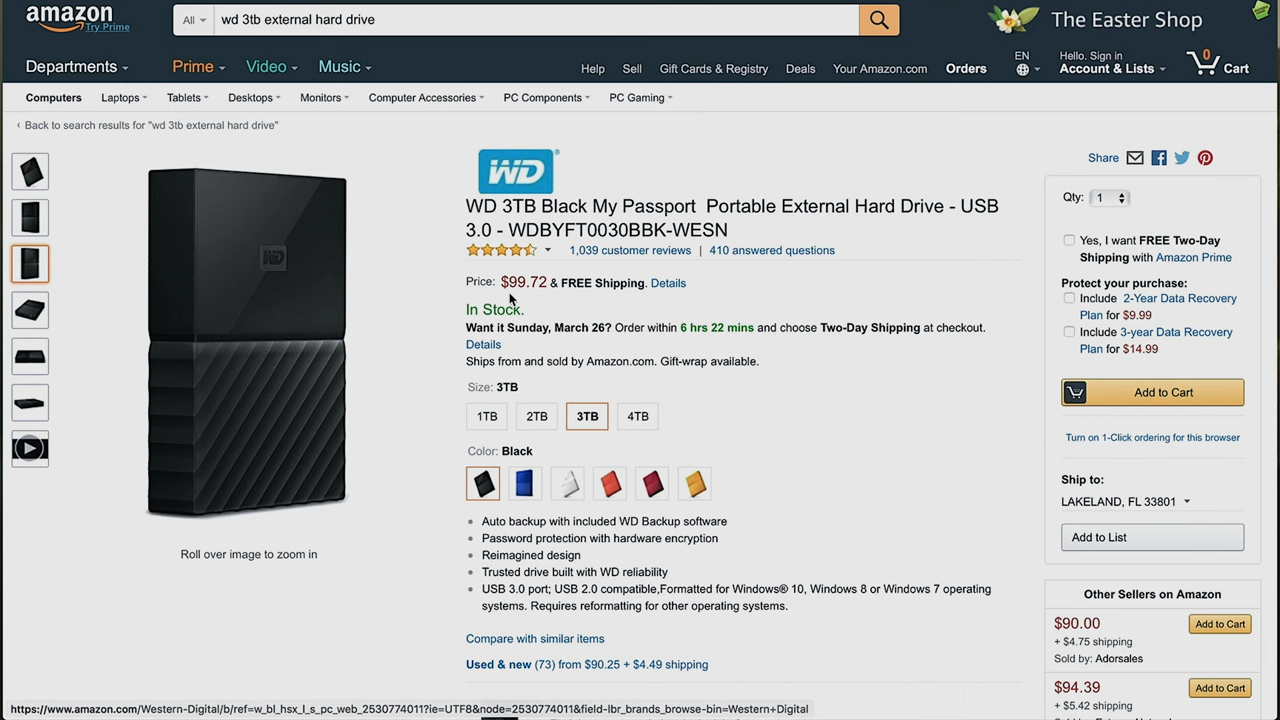 amazon
Try Prime
All
wd 3tb external hard drive
The Easter Shop
Departments
Prime
Video
Music
Help
Sell
Gift Cards & Registry
Deals
Your Amazon.com
Orders
EN
Hello. Sign in
Account & Lists
0
Cart
Computers
Laptops
Tablets
Desktops
Monitors
Computer Accessories
PC Components
PC Gaming
‹ Back to search results for "wd 3tb external hard drive"
WD
Roll over image to zoom in
WD®
WD 3TB Black My Passport Portable External Hard Drive - USB
3.0 - WDBYFT0030BBK-WESN
1,039 customer reviews | 410 answered questions
Price: $99.72 & FREE Shipping. Details
In Stock.
Want it Sunday, March 26? Order within 6 hrs 22 mins and choose Two-Day Shipping at checkout.
Details
Ships from and sold by Amazon.com. Gift-wrap available.
Size: 3TB
1TB
2TB
3TB
4TB
Color: Black
• Auto backup with included WD Backup software
• Password protection with hardware encryption
• Reimagined design
• Trusted drive built with WD reliability
• USB 3.0 port; USB 2.0 compatible,Formatted for Windows® 10, Windows 8 or Windows 7 operating
systems. Requires reformatting for other operating systems.
Compare with similar items
Used & new (73) from $90.25 + $4.49 shipping
Share
Qty: 1
Yes, I want FREE Two-Day
Shipping with Amazon Prime
Protect your purchase:
Include 2-Year Data Recovery
Plan for $9.99
Include 3-year Data Recovery
Plan for $14.99
Add to Cart
Turn on 1-Click ordering for this browser
Ship to:
LAKELAND, FL 33801
Add to List
Other Sellers on Amazon
$90.00
Add to Cart
+ $4.75 shipping
Sold by: Adorsales
$94.39
Add to Cart
+ $5.42 shipping
https://www.amazon.com/Western-Digital/b/ref=w_bl_hsx_l_s_pc_web_2530774011?ie=UTF8&node=2530774011&field-lbr_brands_browse-bin=Western+Digital